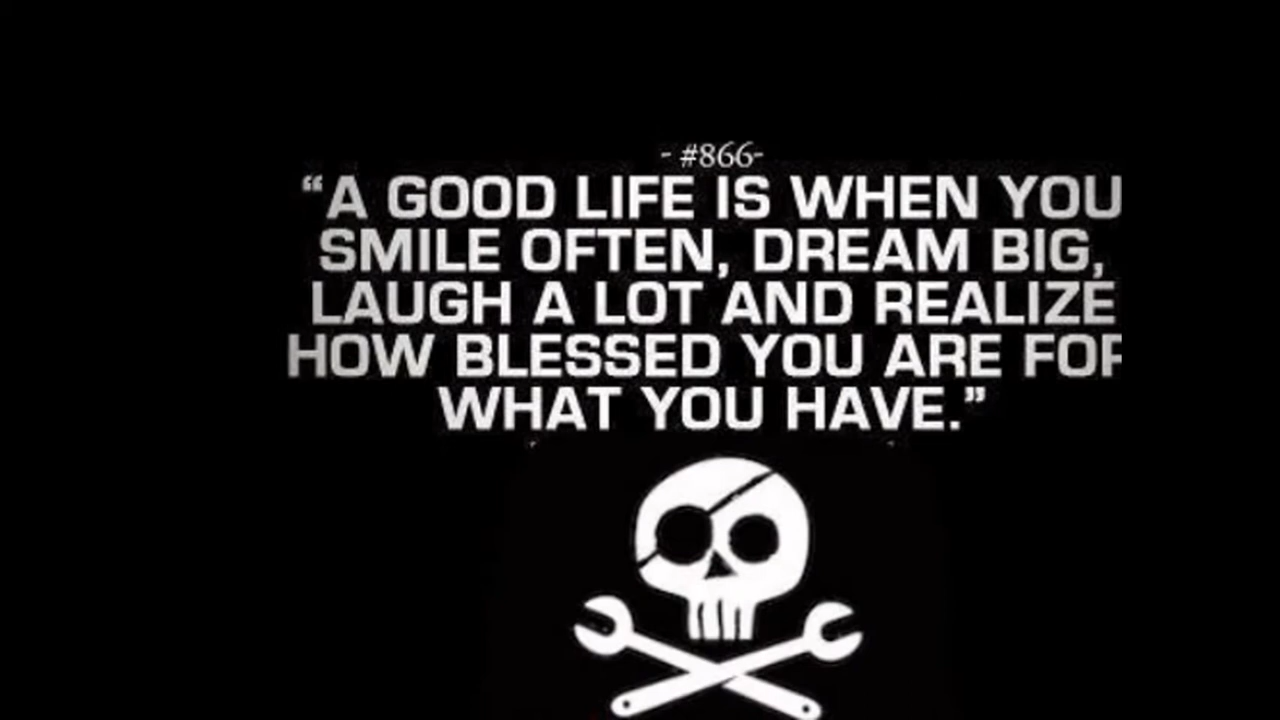 - #866-
“A GOOD LIFE IS WHEN YOU
SMILE OFTEN, DREAM BIG,
LAUGH A LOT AND REALIZE
HOW BLESSED YOU ARE FOR
WHAT YOU HAVE.”